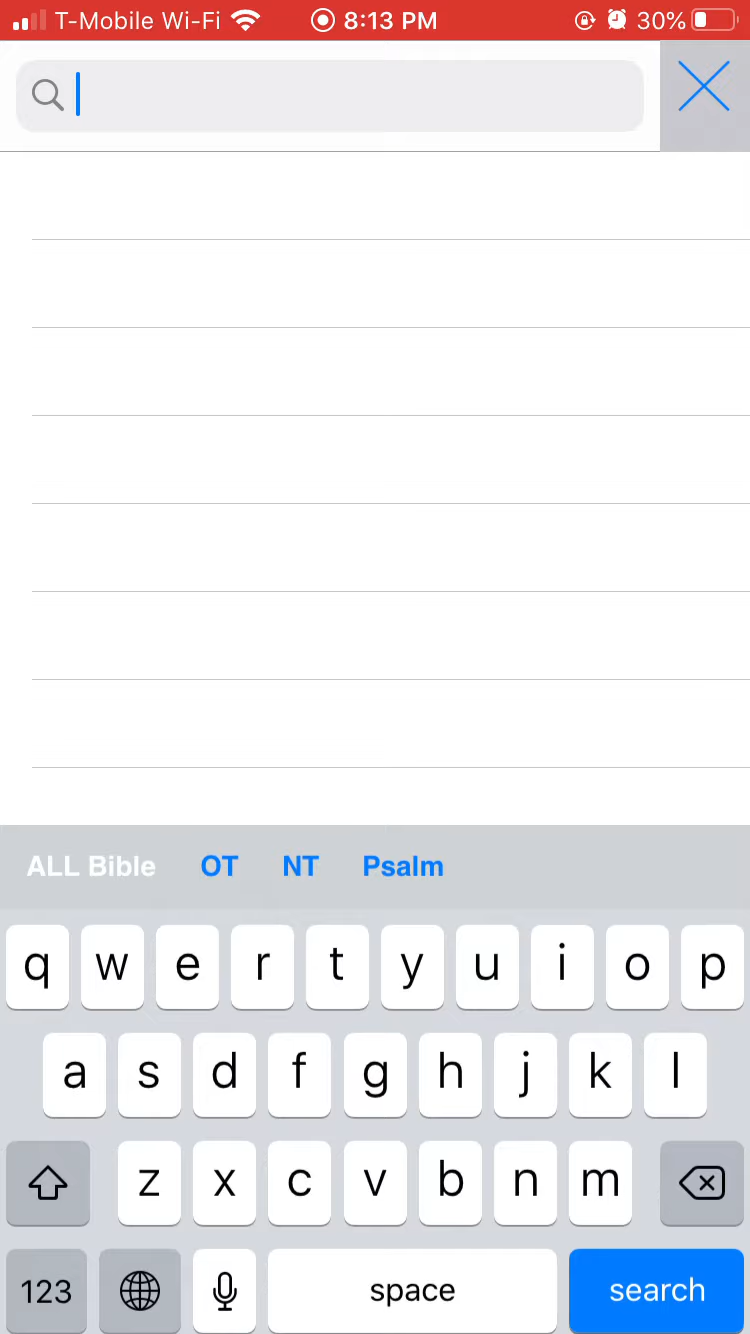 T-Mobile Wi-Fi 8:13 PM 30%
ALL Bible OT NT Psalm
q w e r t y u i o p
a s d f g h j k l
z x c v b n m
123 space search